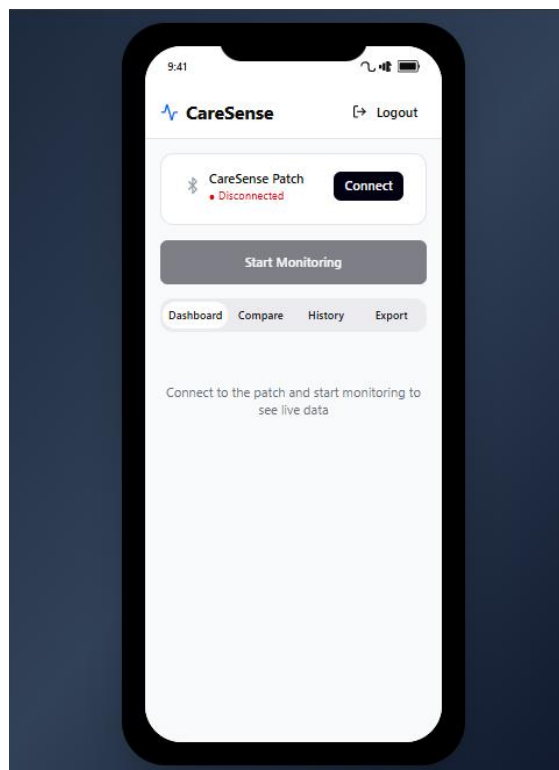 9:41
CareSense
Logout
CareSense Patch
Disconnected
Connect
Start Monitoring
Dashboard Compare History Export
Connect to the patch and start monitoring to
see live data